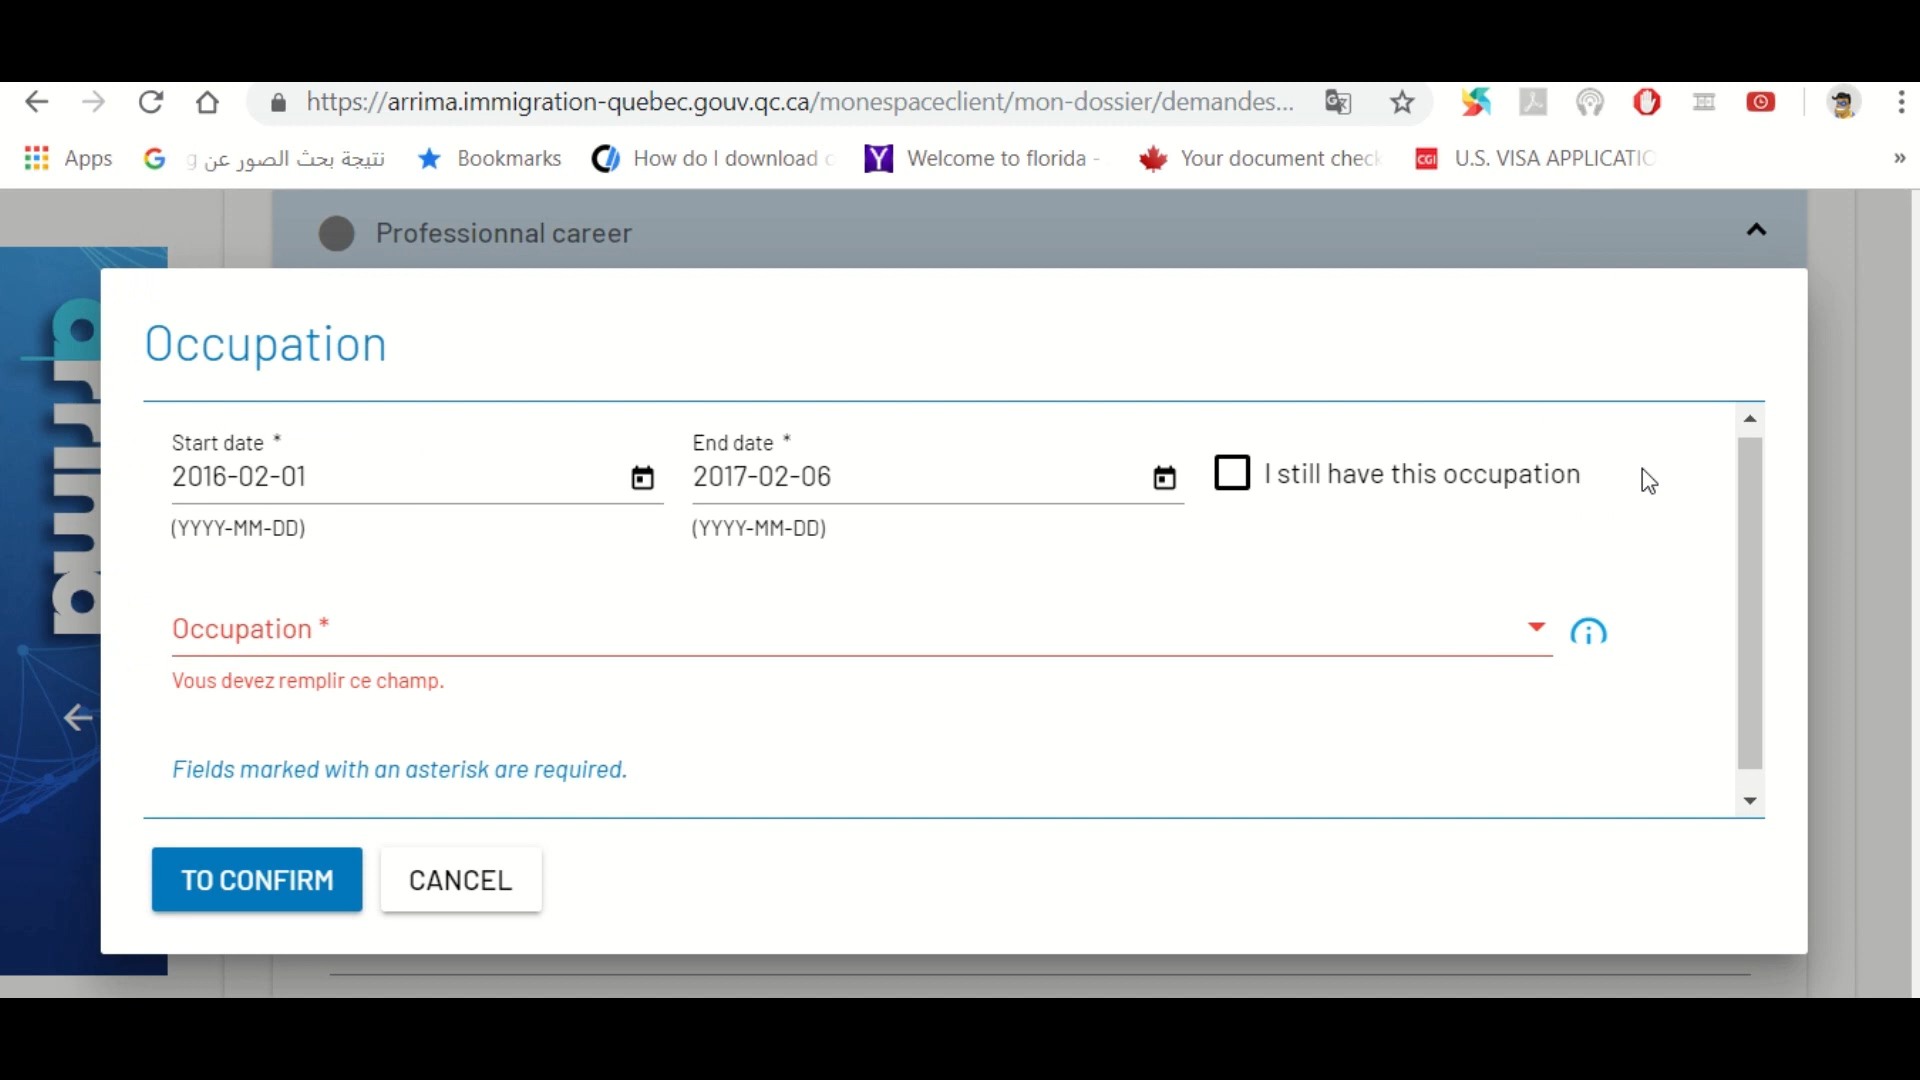 https://arrima.immigration-quebec.gouv.qc.ca/monespaceclient/mon-dossier/demandes...
Apps
نتيجة بحث الصور عن g
Bookmarks
How do I download
Welcome to florida -
Your document check
U.S. VISA APPLICATIO
Professionnal career
arrima
Occupation
Start date *
2016-02-01
(YYYY-MM-DD)
End date *
2017-02-06
(YYYY-MM-DD)
I still have this occupation
Occupation *
Vous devez remplir ce champ.
Fields marked with an asterisk are required.
TO CONFIRM
CANCEL